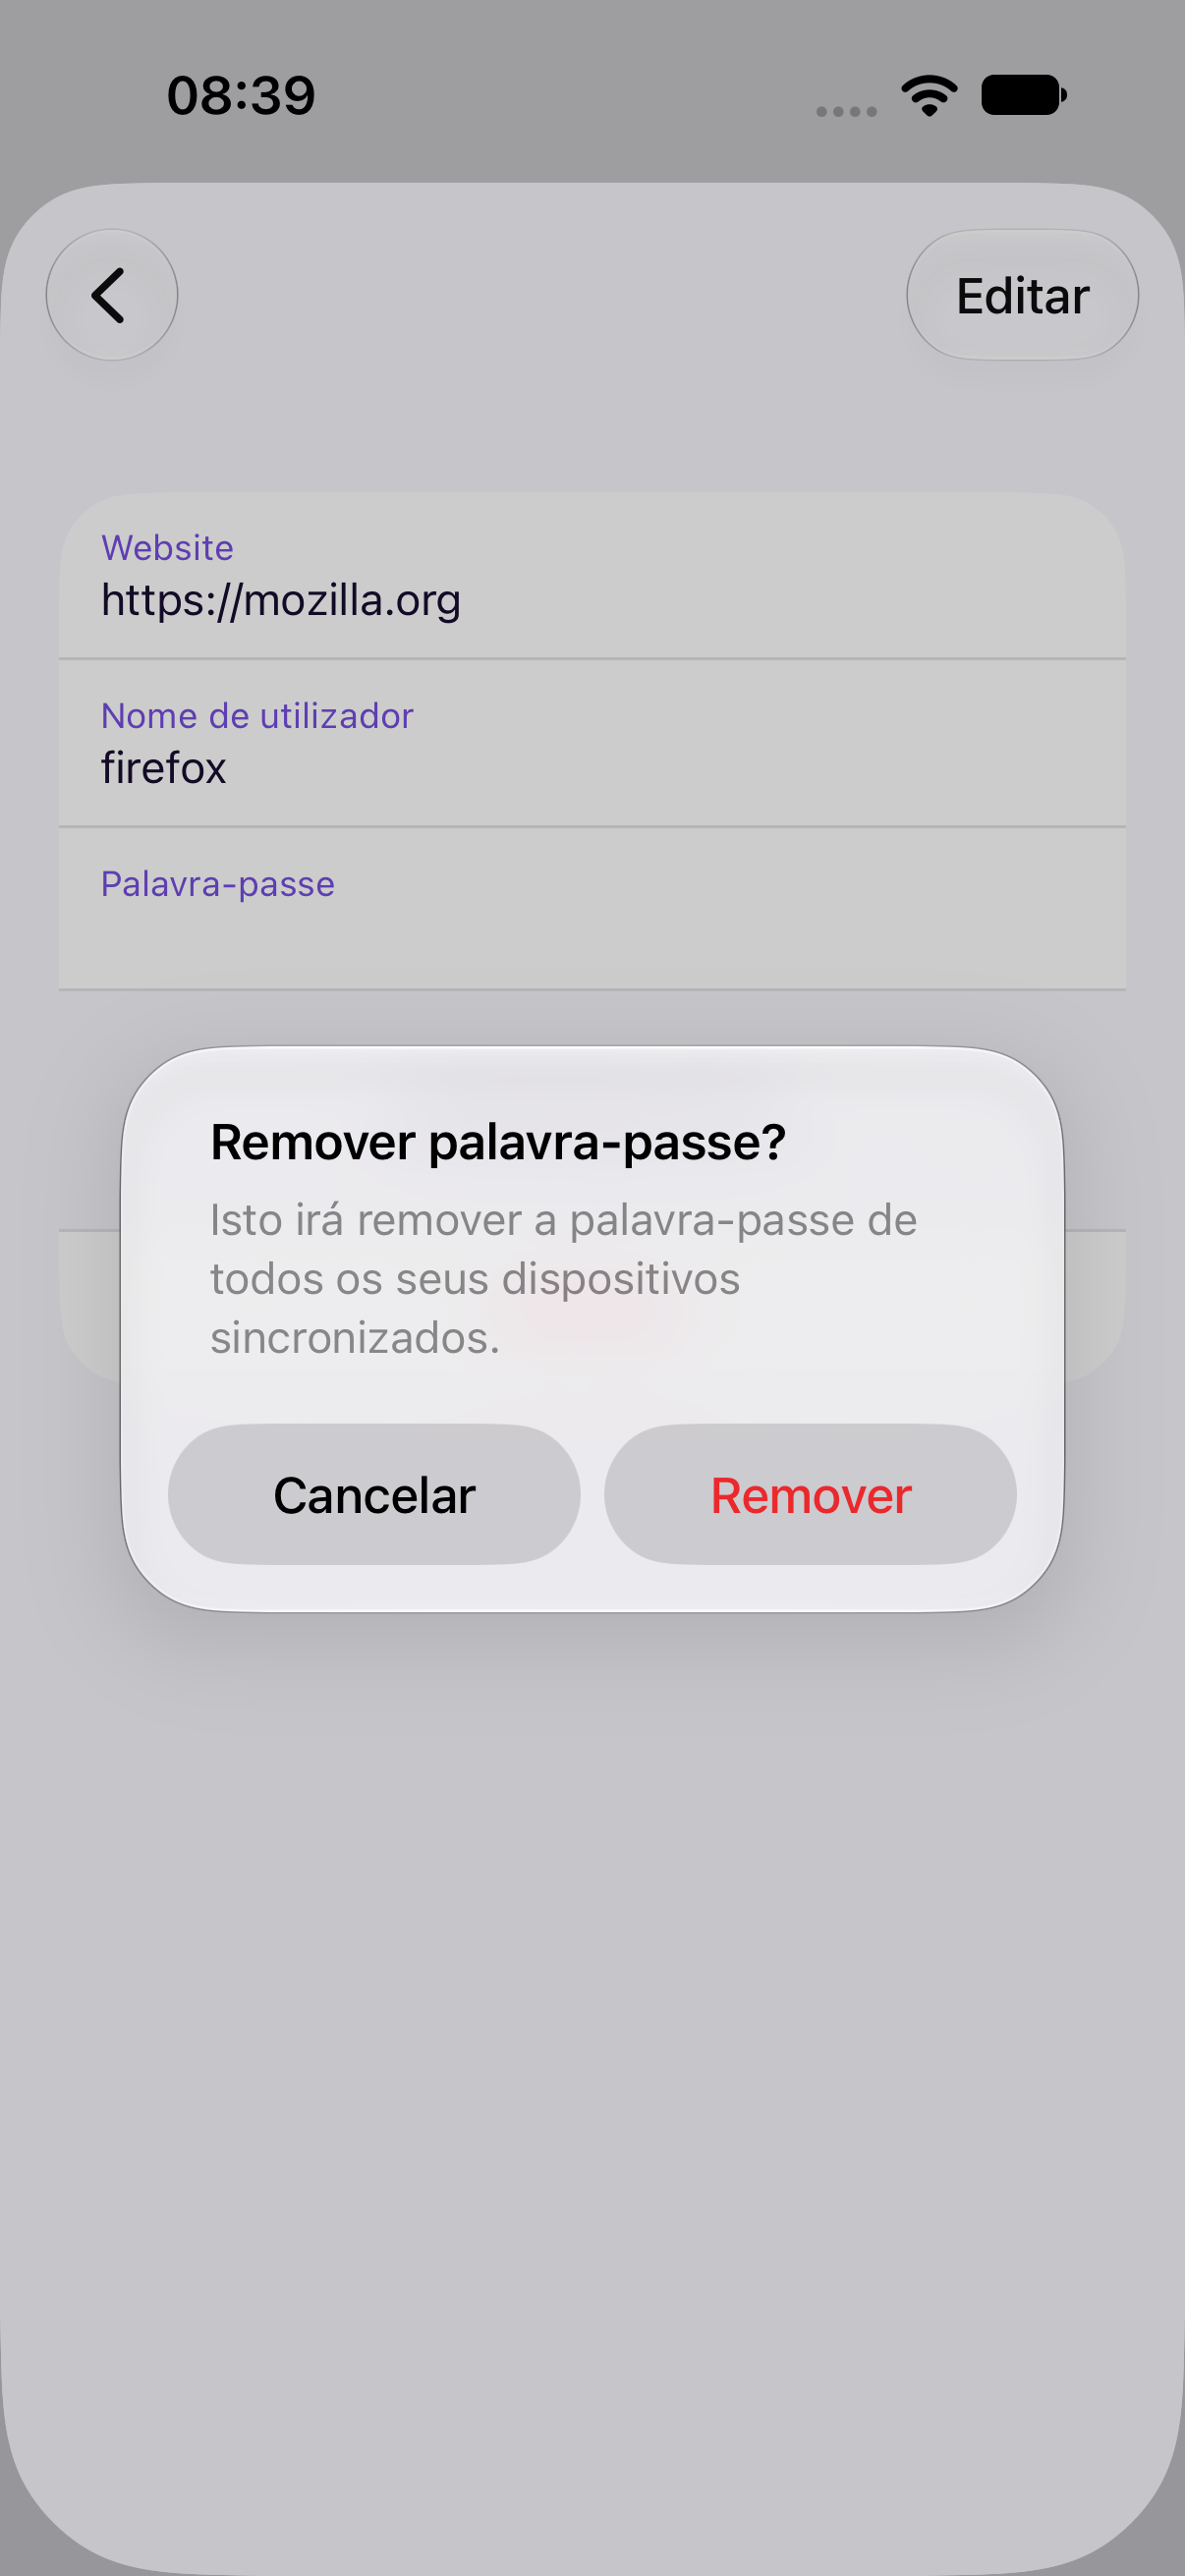 08:39
Editar
Website
https://mozilla.org
Nome de utilizador
firefox
Palavra-passe
Remover palavra-passe?
Isto irá remover a palavra-passe de
todos os seus dispositivos
sincronizados.
Cancelar
Remover